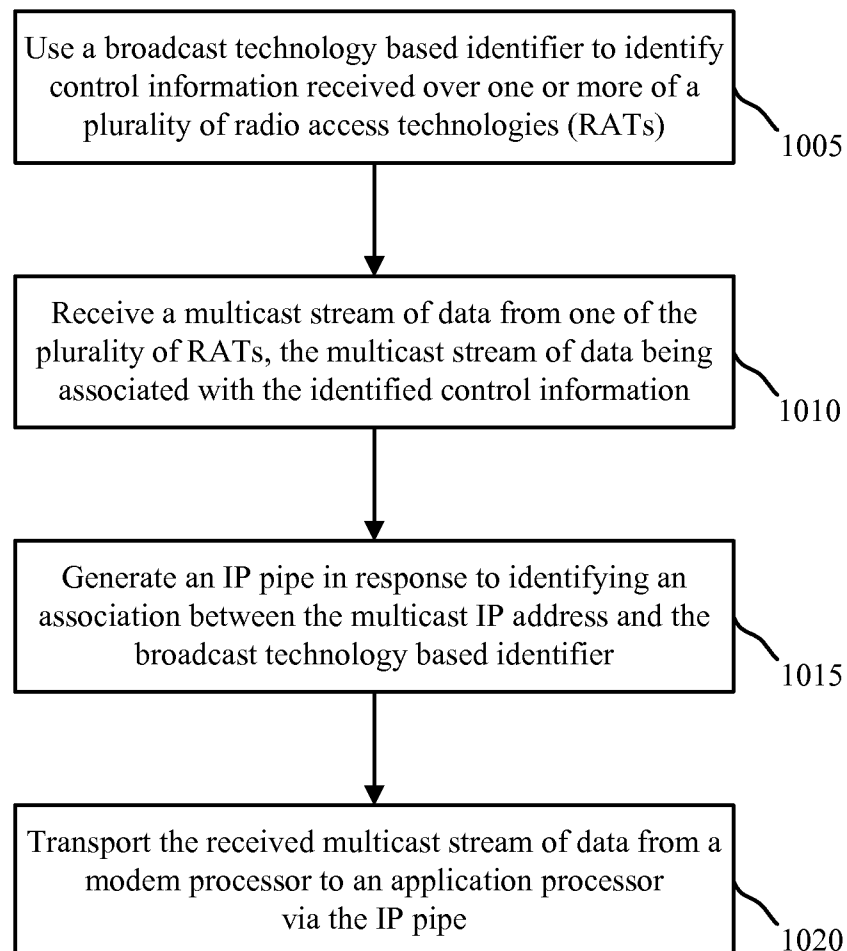 Use a broadcast technology based identifier to identify
control information received over one or more of a
plurality of radio access technologies (RATs)
1005
Receive a multicast stream of data from one of the
plurality of RATs, the multicast stream of data being
associated with the identified control information
1010
Generate an IP pipe in response to identifying an
association between the multicast IP address and the
broadcast technology based identifier
1015
Transport the received multicast stream of data from a
modem processor to an application processor
via the IP pipe
1020